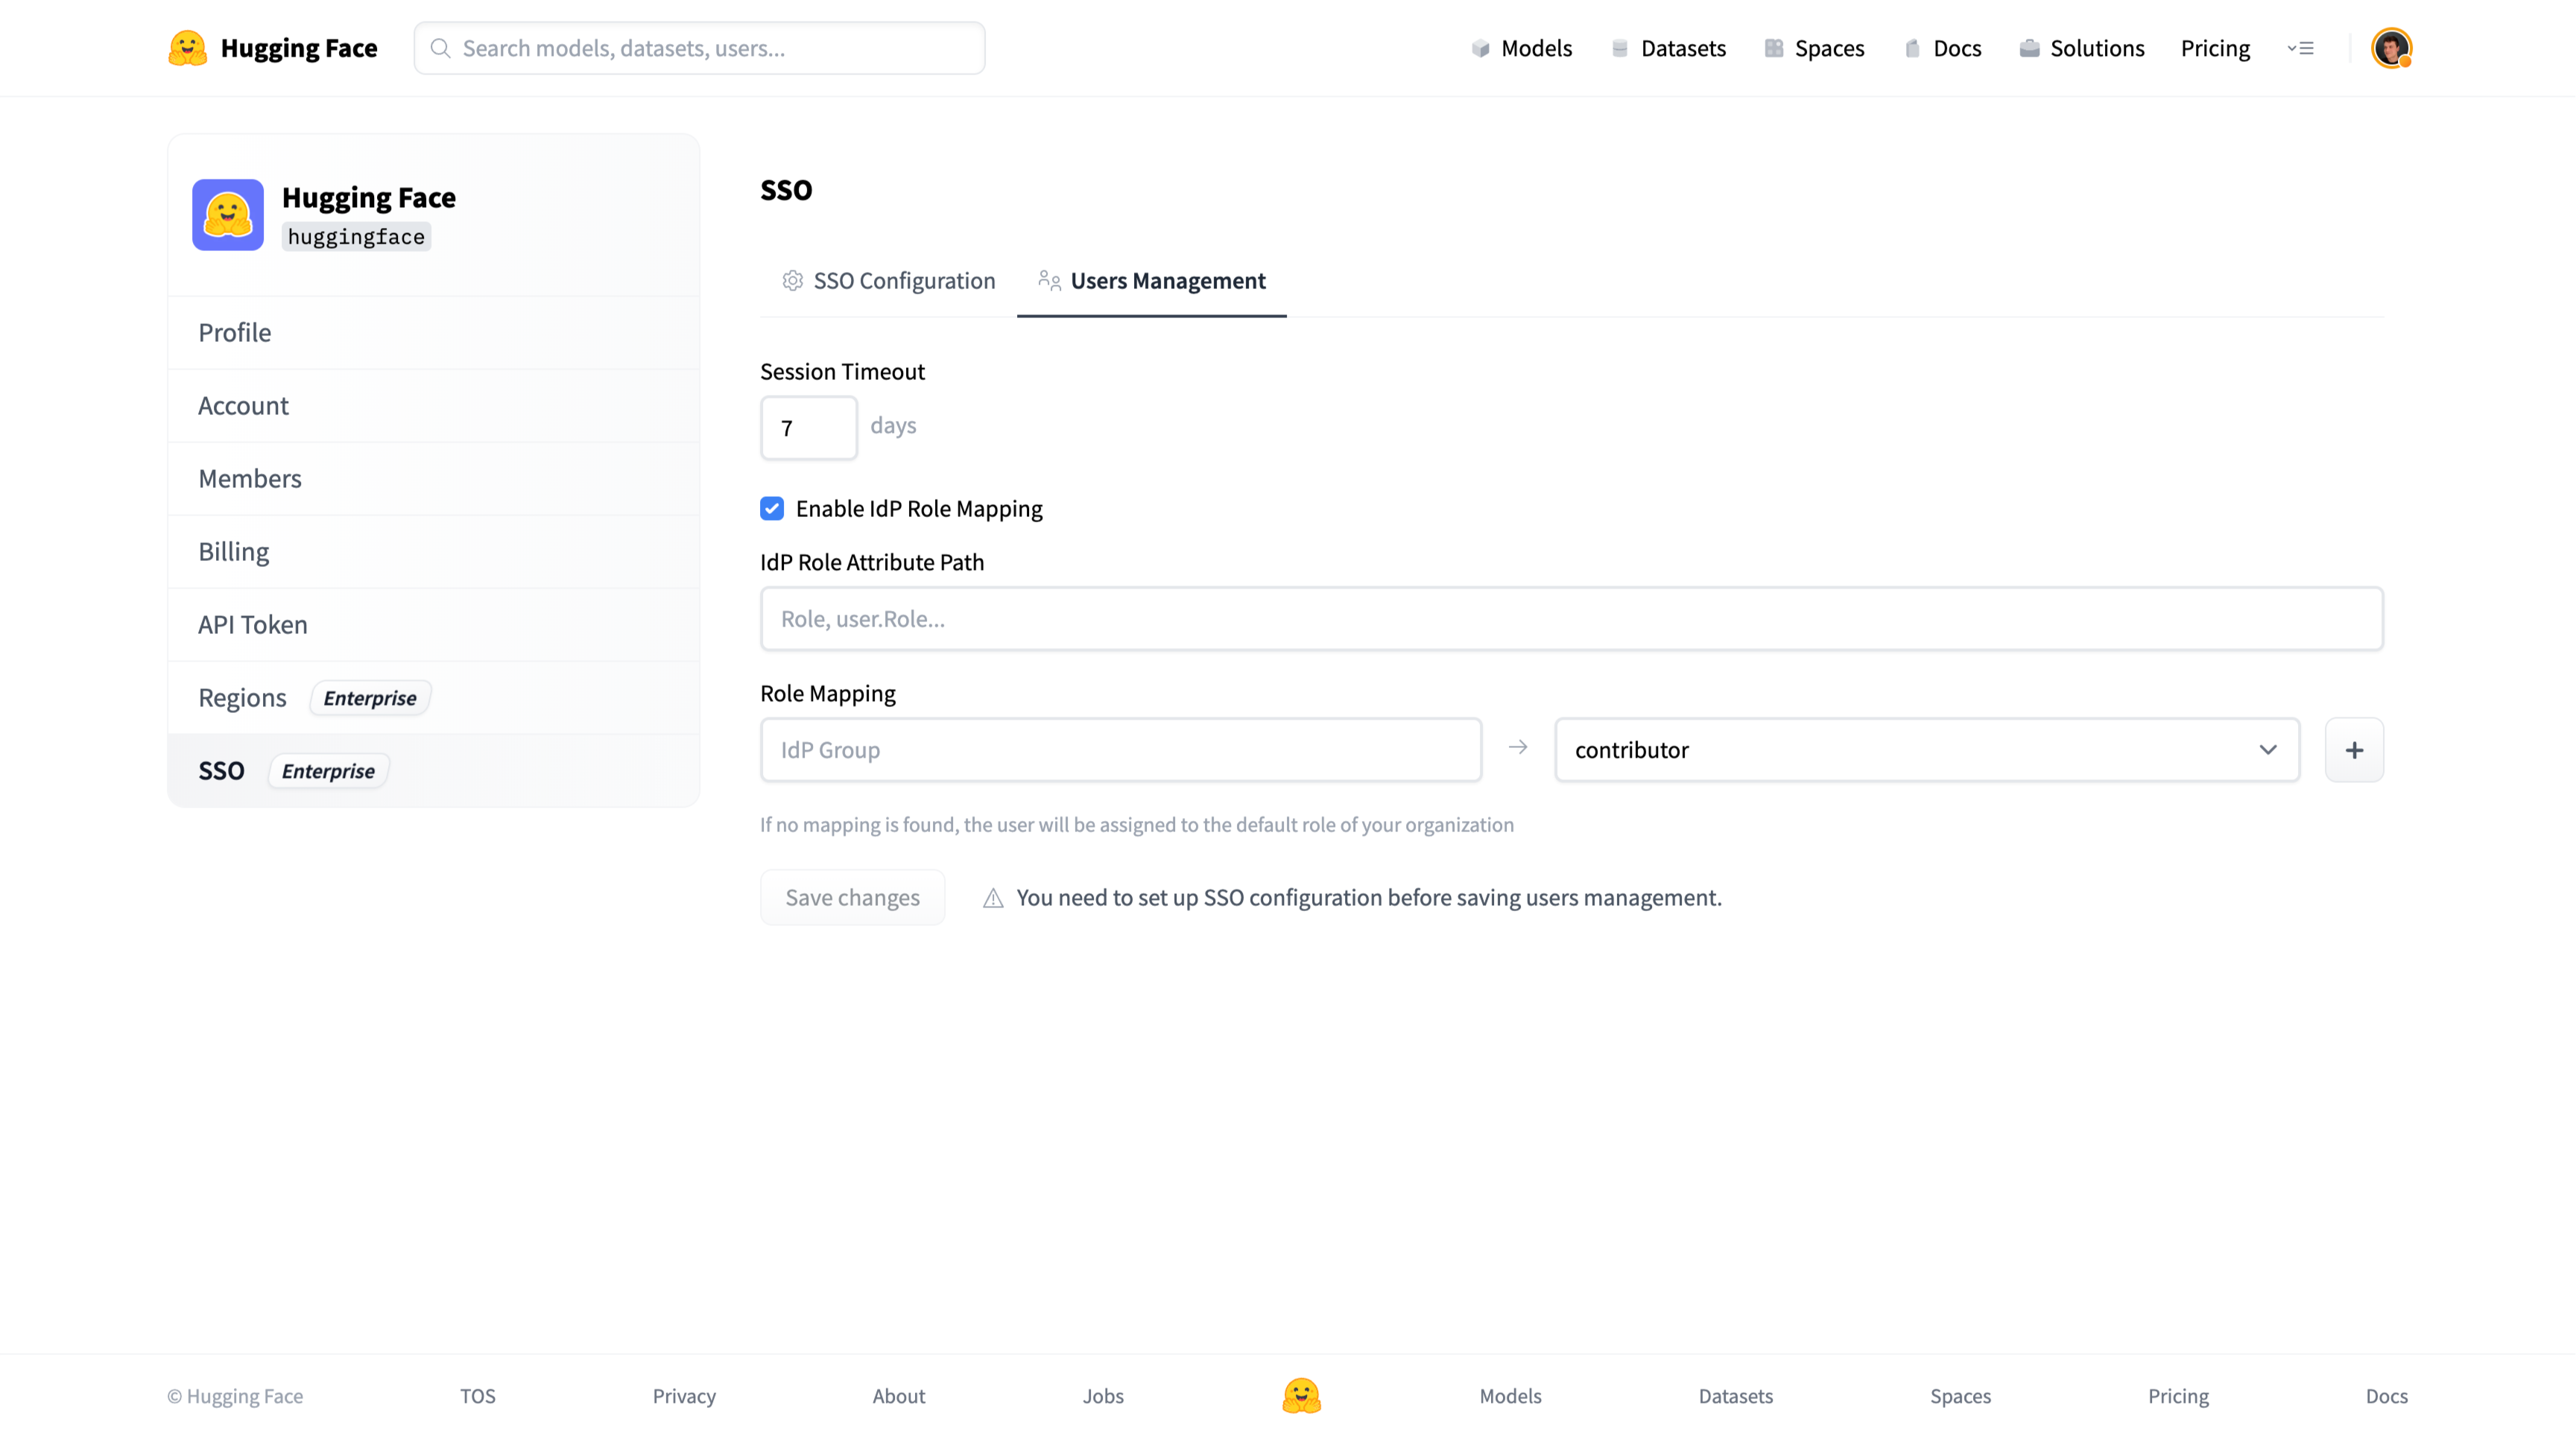 Hugging Face
Search models, datasets, users...
Models
Datasets
Spaces
Docs
Solutions
Pricing
Hugging Face
huggingface
Profile
Account
Members
Billing
API Token
Regions Enterprise
SSO Enterprise
SSO
SSO Configuration
Users Management
Session Timeout
7 days
Enable IdP Role Mapping
IdP Role Attribute Path
Role, user.Role...
Role Mapping
IdP Group → contributor +
If no mapping is found, the user will be assigned to the default role of your organization
Save changes
You need to set up SSO configuration before saving users management.
© Hugging Face
TOS
Privacy
About
Jobs
Models
Datasets
Spaces
Pricing
Docs